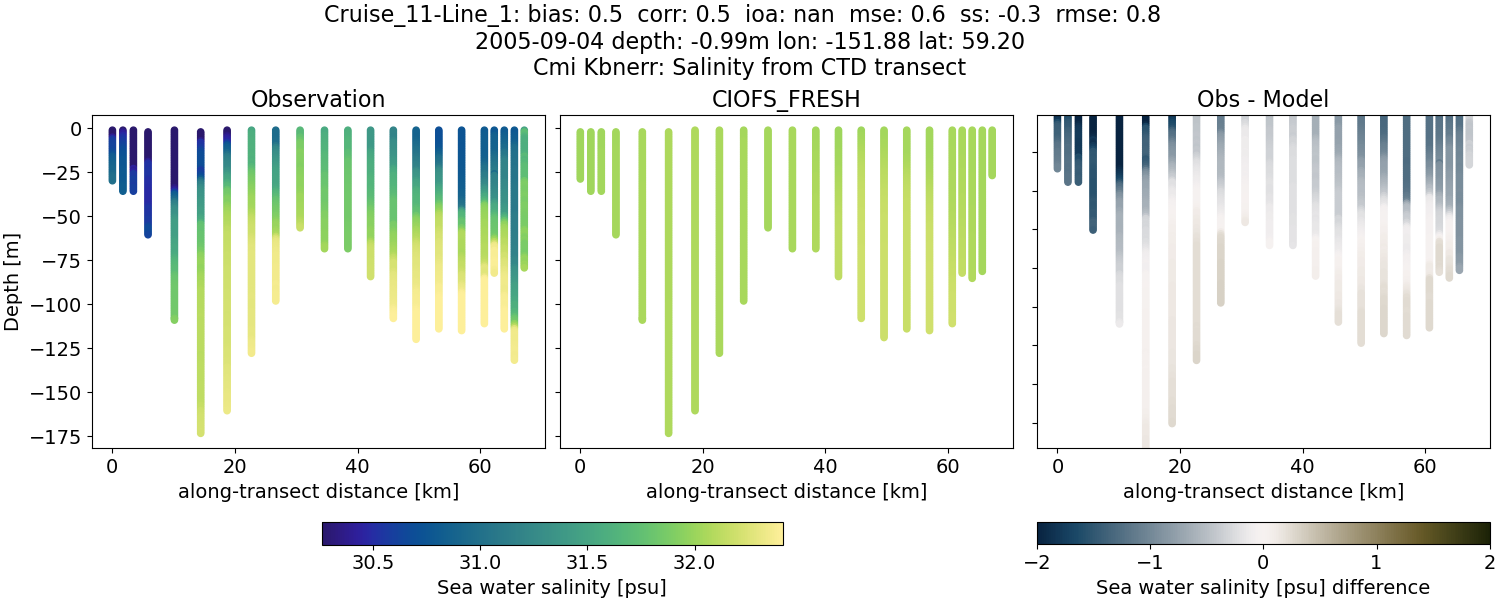 Cruise_11-Line_1: bias: 0.5  corr: 0.5  ioa: nan  mse: 0.6  ss: -0.3  rmse: 0.8
2005-09-04 depth: -0.99m lon: -151.88 lat: 59.20
Cmi Kbnerr: Salinity from CTD transect
Observation
CIOFS_FRESH
Obs - Model
Depth [m]
0
−25
−50
−75
−100
−125
−150
−175
0 20 40 60
0 20 40 60
0 20 40 60
along-transect distance [km]
along-transect distance [km]
along-transect distance [km]
30.5 31.0 31.5 32.0
Sea water salinity [psu]
−2 −1 0 1 2
Sea water salinity [psu] difference